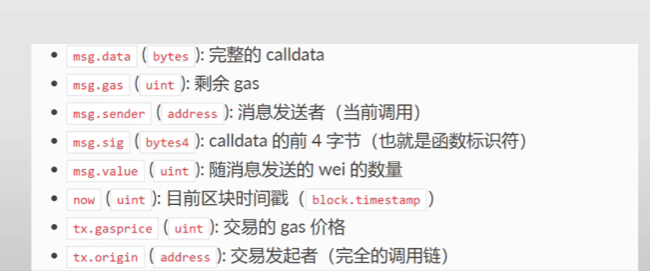 • msg.data (bytes): 完整的 calldata
• msg.gas (uint): 剩余 gas
• msg.sender (address): 消息发送者（当前调用）
• msg.sig (bytes4): calldata 的前 4 字节（也就是函数标识符）
• msg.value (uint): 随消息发送的 wei 的数量
• now (uint): 目前区块时间戳（block.timestamp）
• tx.gasprice (uint): 交易的 gas 价格
• tx.origin (address): 交易发起者（完全的调用链）